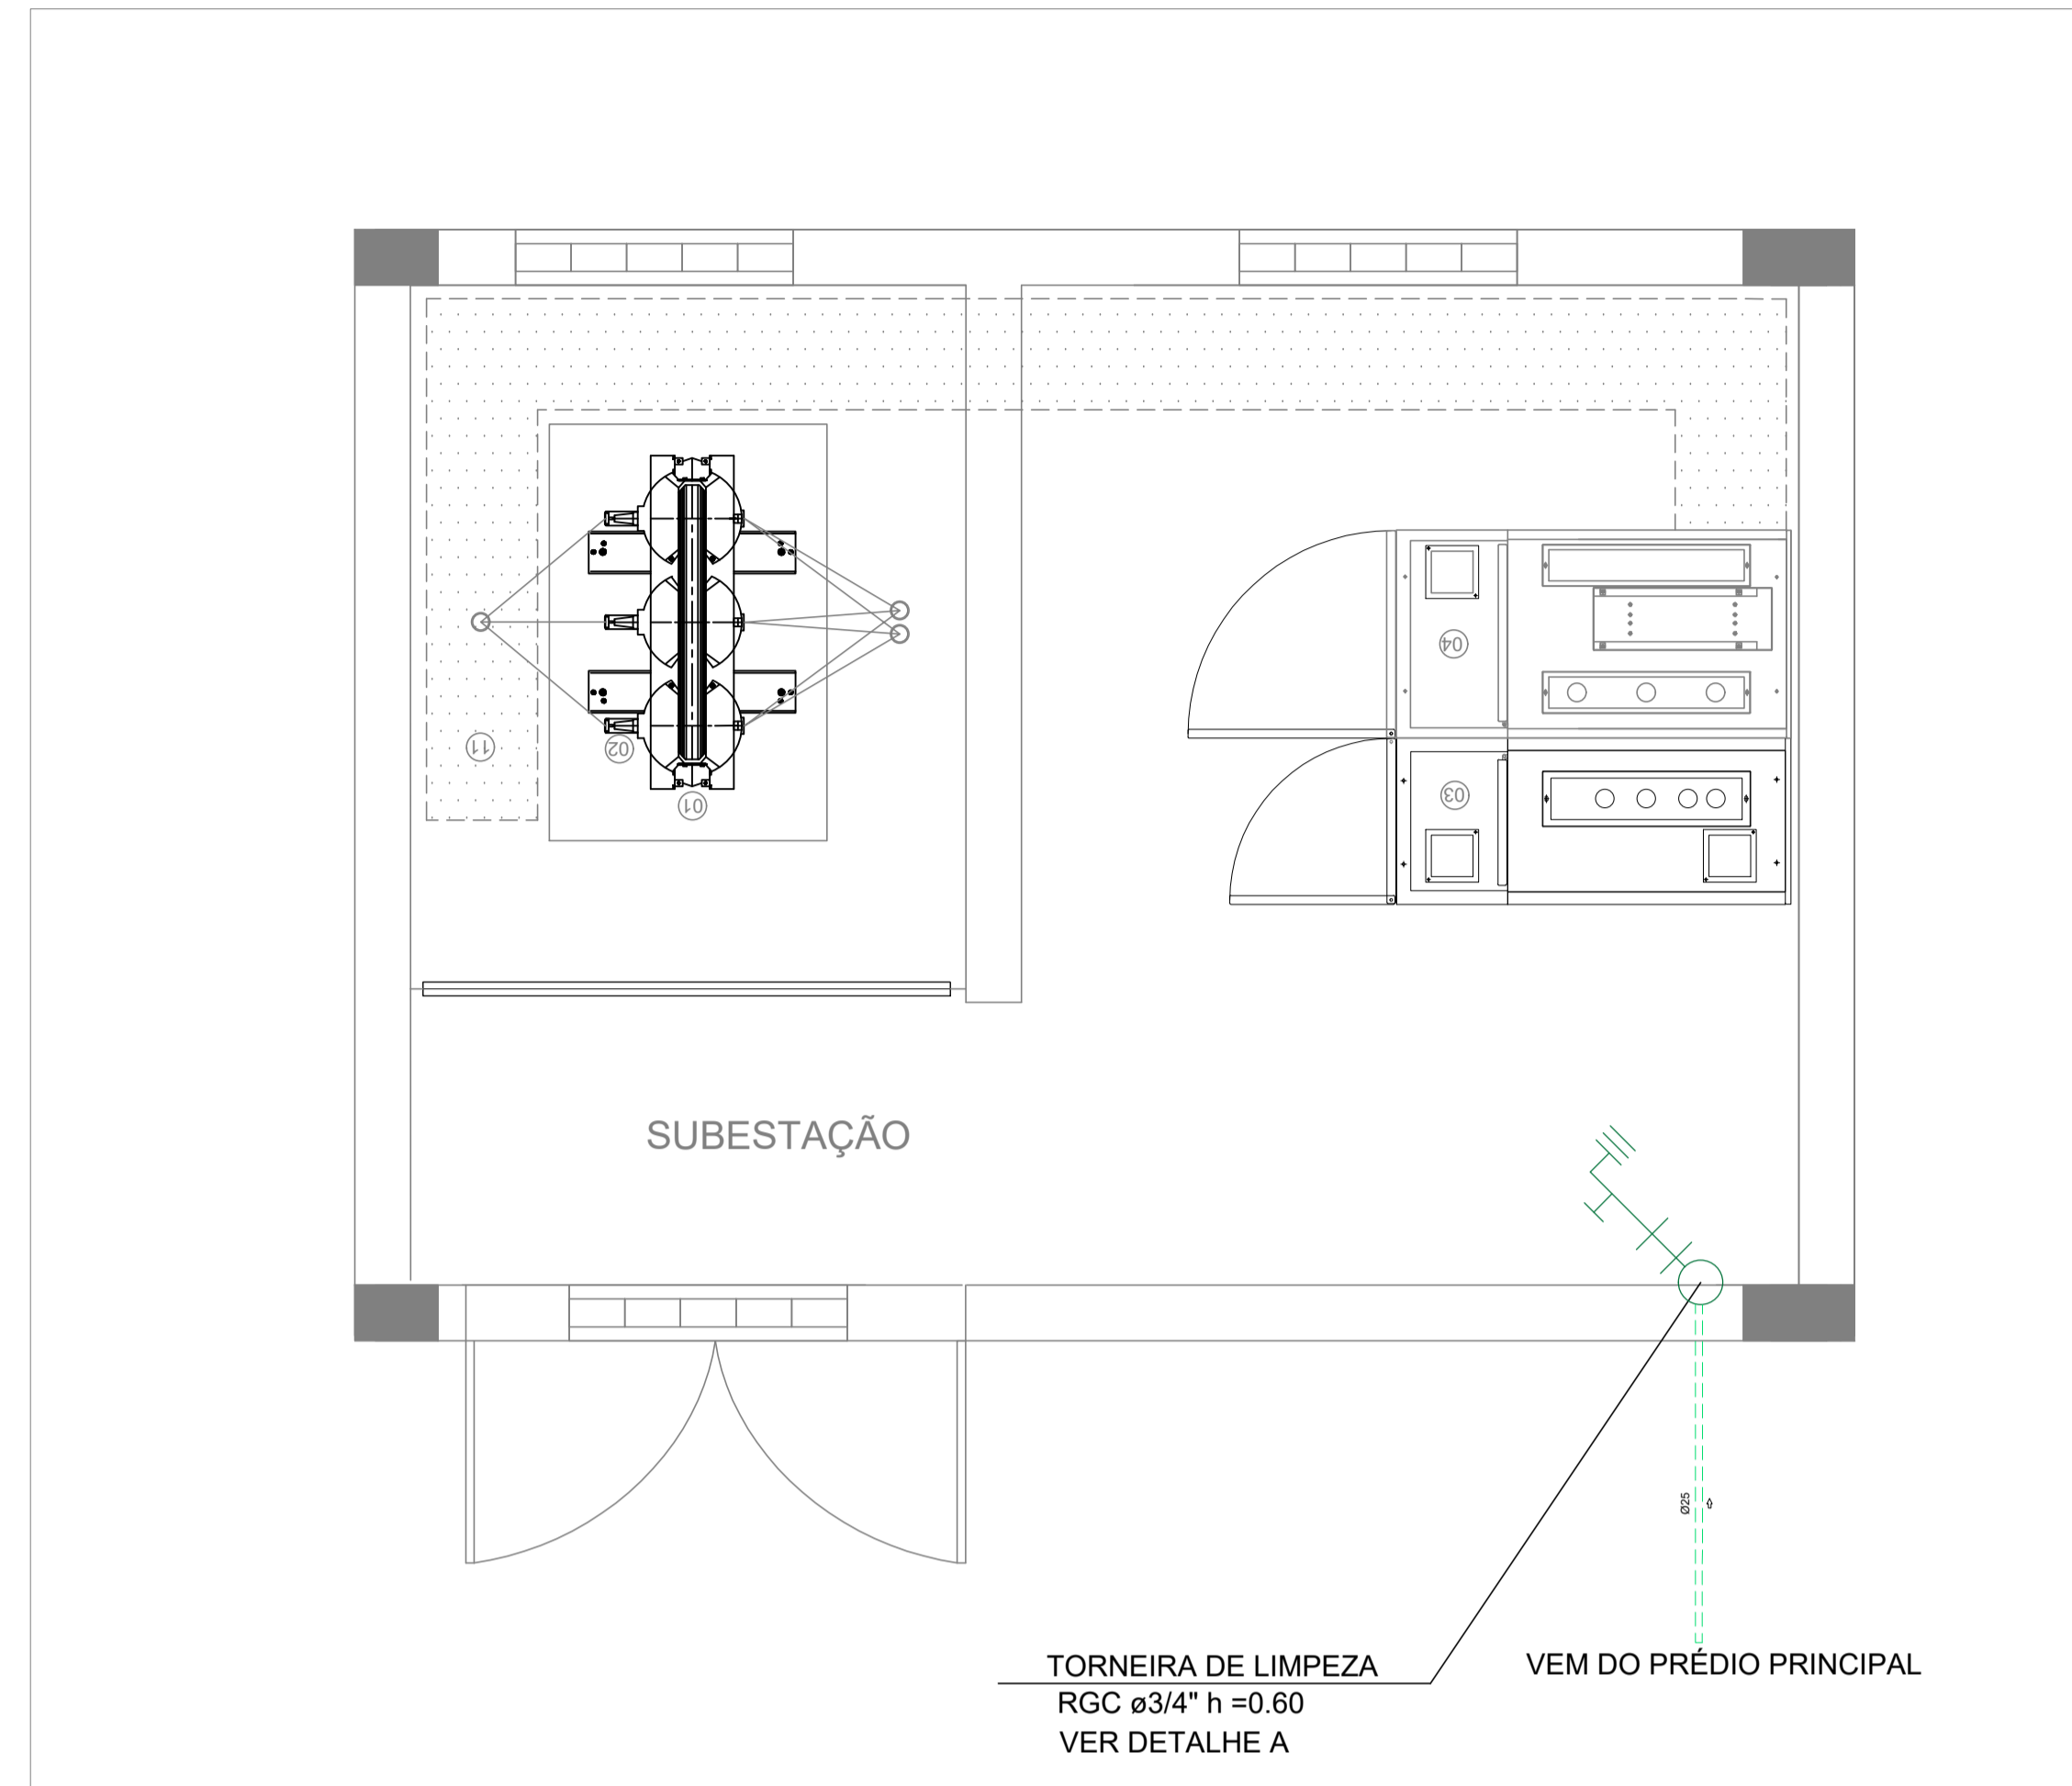 04
11
02
03
01
SUBESTAÇÃO
Ø25
TORNEIRA DE LIMPEZA
VEM DO PRÉDIO PRINCIPAL
RGC ø3/4" h =0.60
VER DETALHE A